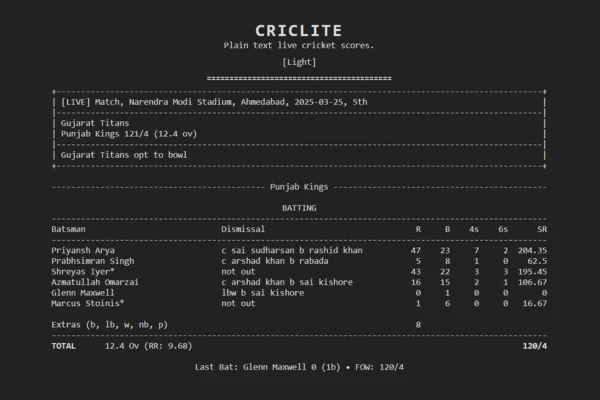 CRICLITE
Plain text live cricket scores.
[Light]
========================================
[LIVE] Match, Narendra Modi Stadium, Ahmedabad, 2025-03-25, 5th
Gujarat Titans
Punjab Kings 121/4 (12.4 ov)
Gujarat Titans opt to bowl
Punjab Kings
BATTING
Batsman Dismissal R B 4s 6s SR
Priyansh Arya c sai sudharsan b rashid khan 47 23 7 2 204.35
Prabhsimran Singh c arshad khan b rabada 5 8 1 0 62.5
Shreyas Iyer* not out 43 22 3 3 195.45
Azmatullah Omarzai c arshad khan b sai kishore 16 15 2 1 106.67
Glenn Maxwell lbw b sai kishore 0 1 0 0 0
Marcus Stoinis* not out 1 6 0 0 16.67
Extras (b, lb, w, nb, p) 8
TOTAL 12.4 Ov (RR: 9.68) 120/4
Last Bat: Glenn Maxwell 0 (1b) • FOW: 120/4